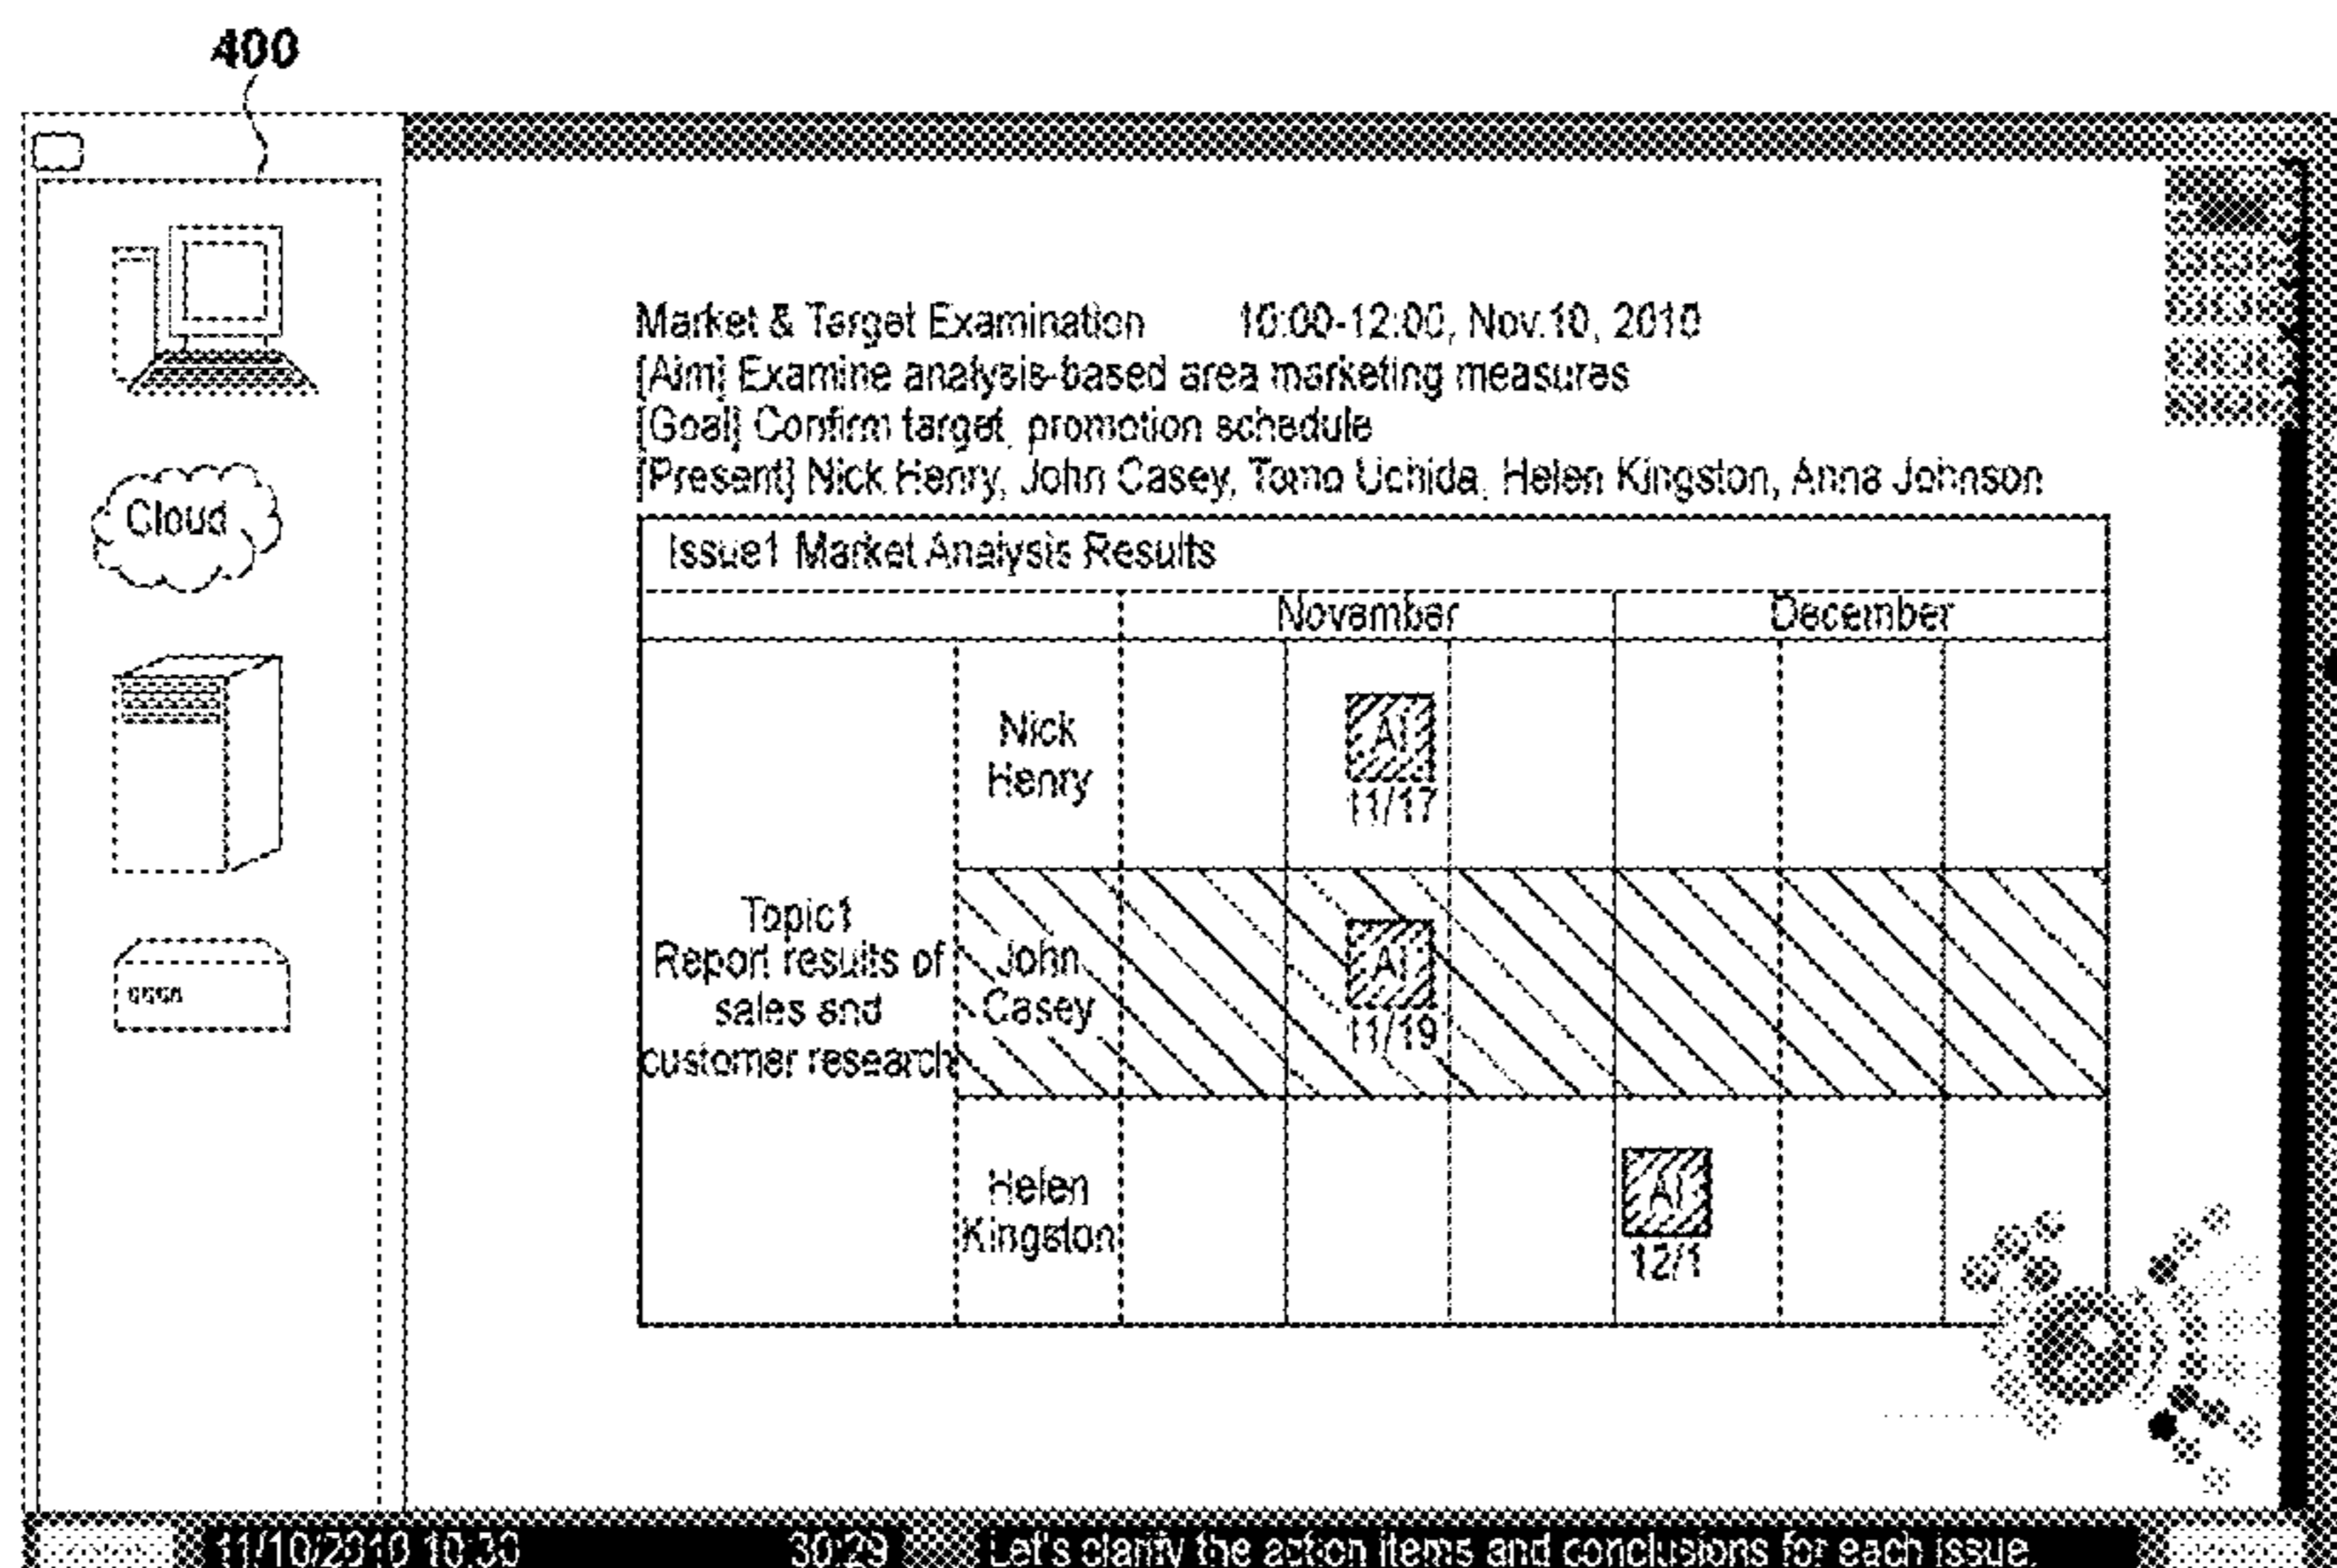 400
Cloud
Market & Target Examination 10:00-12:00, Nov.10, 2010
[Aim] Examine analysis-based area marketing measures
[Goal] Confirm target, promotion schedule
[Present] Nick Henry, John Casey, Tomo Uchida, Helen Kingston, Anna Johnson
Issue1 Market Analysis Results
November December
Nick
Henry
AI
11/17
Topic1
Report results of
sales and
customer research
John
Casey
AI
11/19
Helen
Kingston
AI
12/1
11/10/2010 10:30 30:29 Let's clarify the action items and conclusions for each issue.